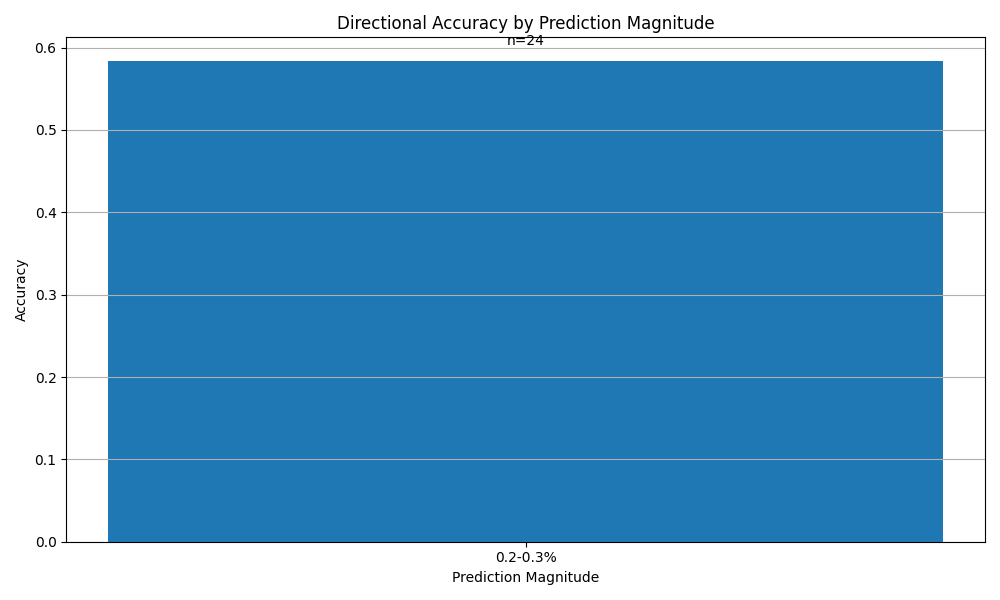 Directional Accuracy by Prediction Magnitude
n=24
0.6
0.5
0.4
0.3
0.2
0.1
0.0
Accuracy
0.2-0.3%
Prediction Magnitude